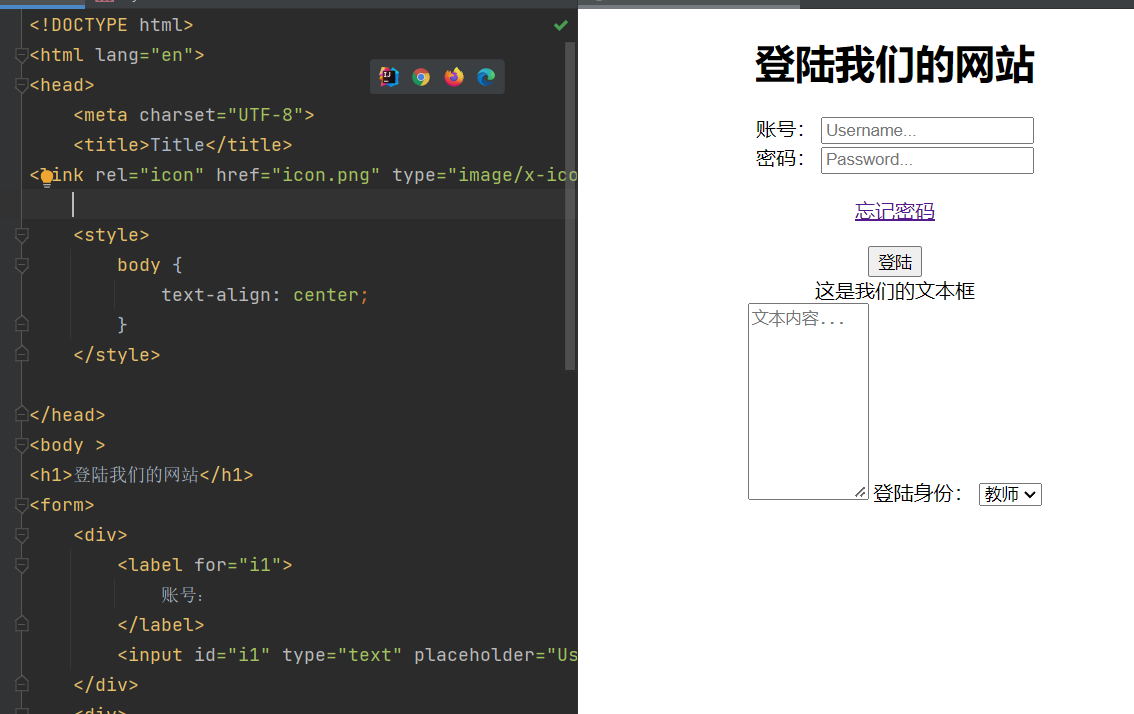 <!DOCTYPE html>
<html lang="en">
<head>
<meta charset="UTF-8">
<title>Title</title>
<link rel="icon" href="icon.png" type="image/x-ico
<style>
body {
text-align: center;
}
</style>
</head>
<body >
<h1>登陆我们的网站</h1>
<form>
<div>
<label for="i1">
账号:
</label>
<input id="i1" type="text" placeholder="Us
</div>
<div>
登陆我们的网站
账号: Username...
密码: Password...
忘记密码
登陆
这是我们的文本框
文本内容...
登陆身份: 教师